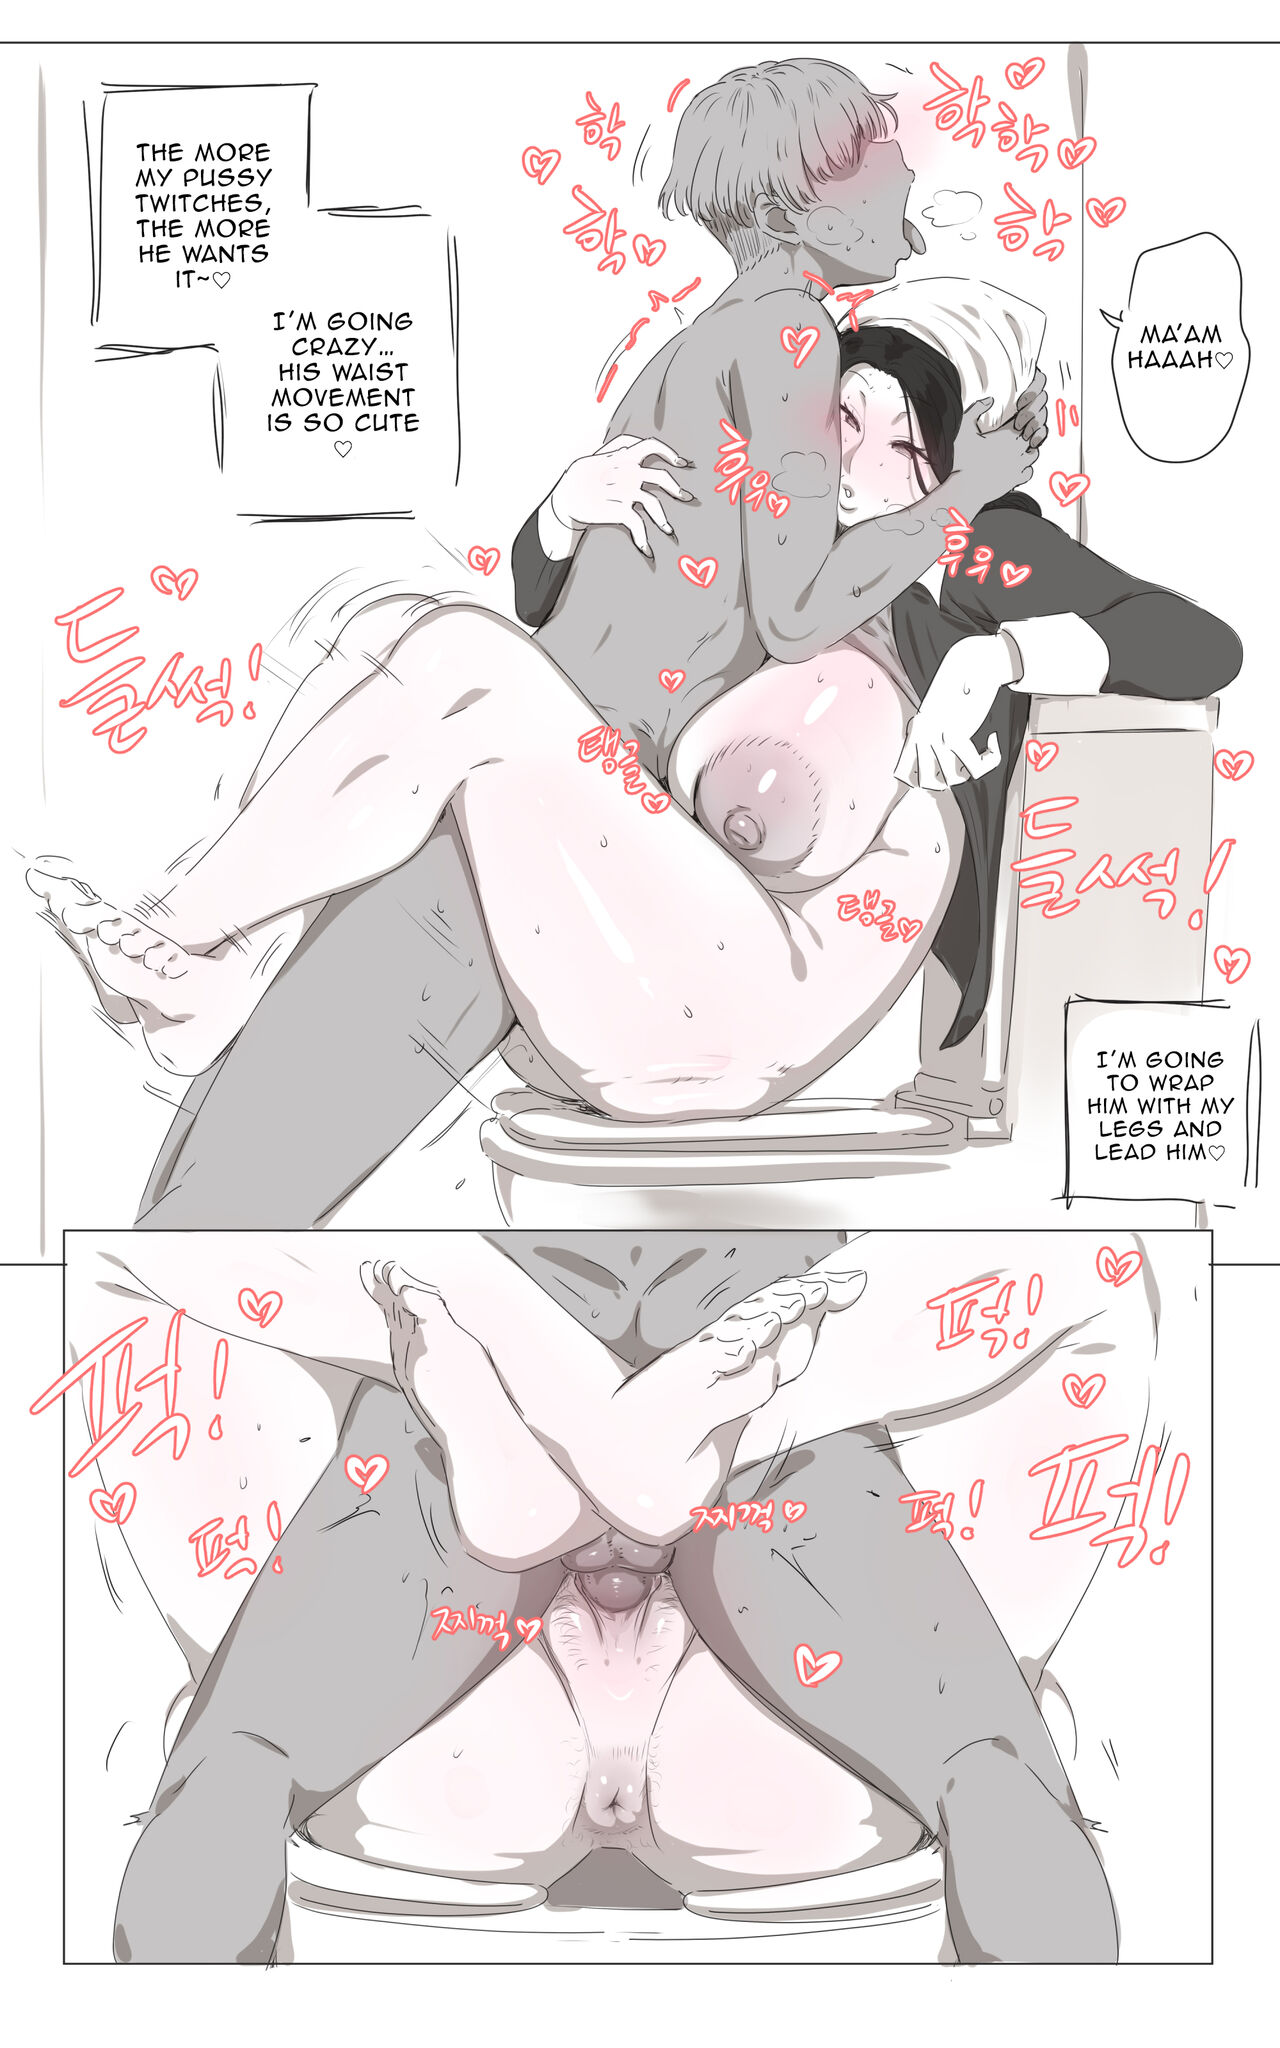 THE MORE
MY PUSSY
TWITCHES,
THE MORE
HE WANTS
IT~♡
I'M GOING
CRAZY...
HIS WAIST
MOVEMENT
IS SO CUTE
♡
학
학
학학
학
MA'AM
HAAAH♡
후우♥
후우♥
들썩!
탱글♥
탱글♥
들썩!
I'M GOING
TO WRAP
HIM WITH MY
LEGS AND
LEAD HIM♡
퍽!
퍽!
퍽!
퍽!
퍽!
찌꺽♥
찌꺽♥